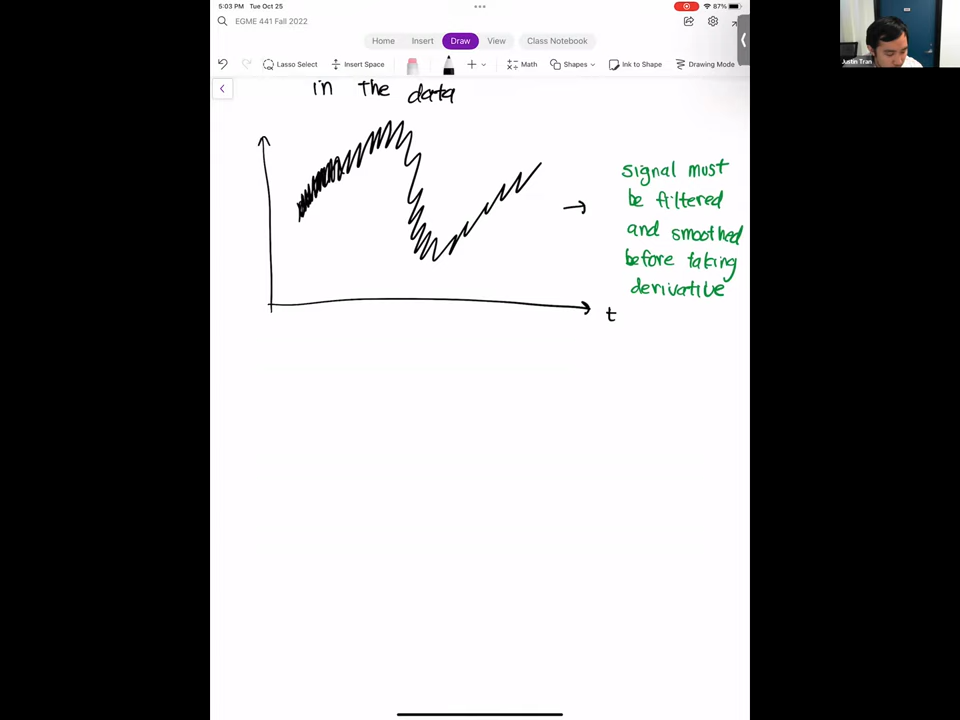 5:03 PM Tue Oct 25
87%
EGME 441 Fall 2022
Home Insert Draw View Class Notebook
Lasso Select Insert Space Math Shapes Ink to Shape Drawing Mode
in the data
signal must
be filtered
and smoothed
before taking
derivative
t
Justin Tran